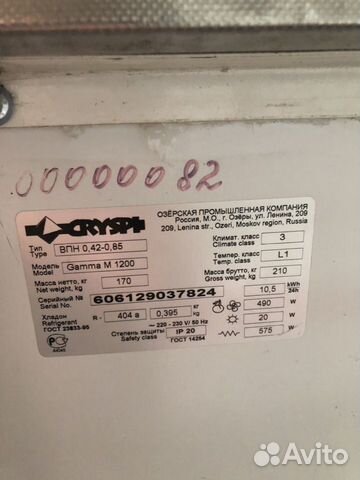 00000082
CRYSPI
ОЗЁРСКАЯ ПРОМЫШЛЕННАЯ КОМПАНИЯ
Россия, М.О., г. Озёры, ул. Ленина, 209
209, Lenina str., Ozeri, Moskov region, Russia
Тип
Type
ВПН 0,42-0,85
Климат. класс
Climate class
3
Модель
Model
Gamma M 1200
Темпер. класс
Temp. class
L1
Масса нетто, кг
Net weight, kg
170
Масса брутто, кг
Gross weight, kg
210
Серийный №
Serial No.
606129037824
10,5 kWh 24h
Хладон
Refrigerant
ГОСТ 23833-95
R - 404 a 0,395 кг kg
490 W
~ 220 - 230 V/ 50 Hz
20 W
Степень защиты
Safety class
IP 20
ГОСТ 14254
575 W
Avito